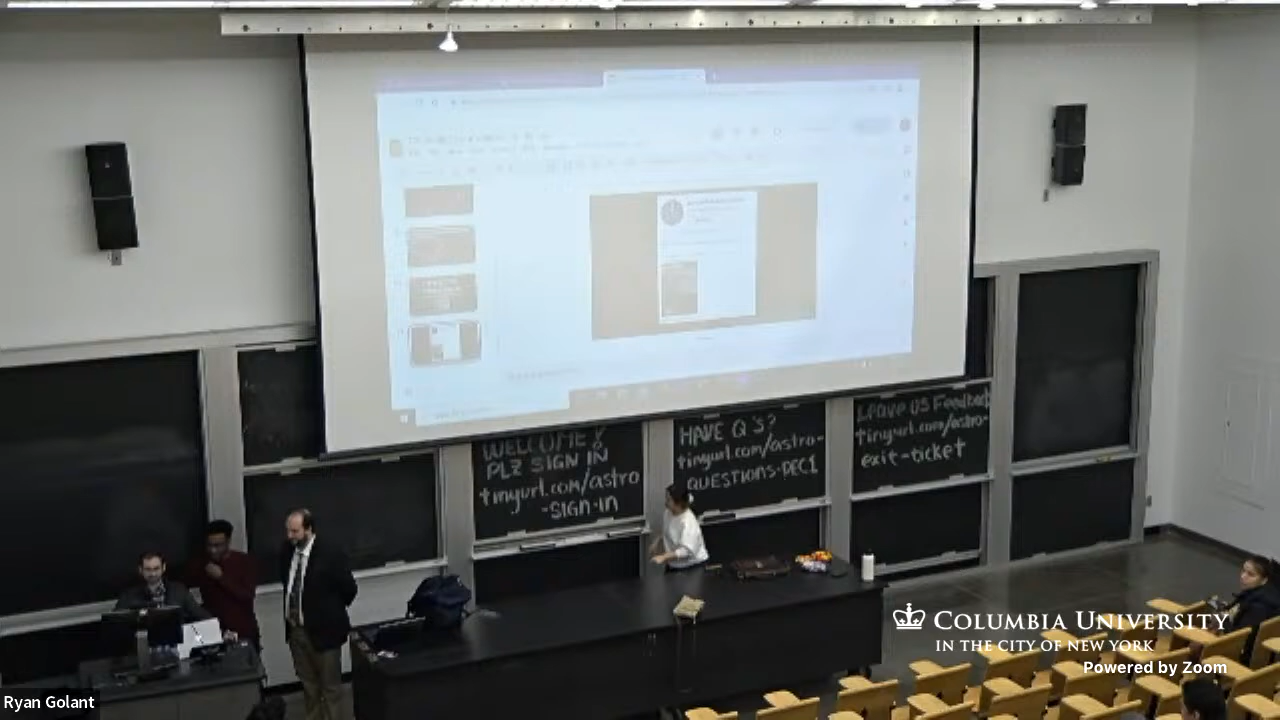 WELCOME!
PLZ SIGN IN
tinyurl.com/astro
-SIGN-IN
HAVE Q'S?
tinyurl.com/astro-
QUESTIONS-DEC1
Leave us Feedback
tinyurl.com/astro-
exit-ticket
COLUMBIA UNIVERSITY
IN THE CITY OF NEW YORK
Powered by Zoom
Ryan Golant